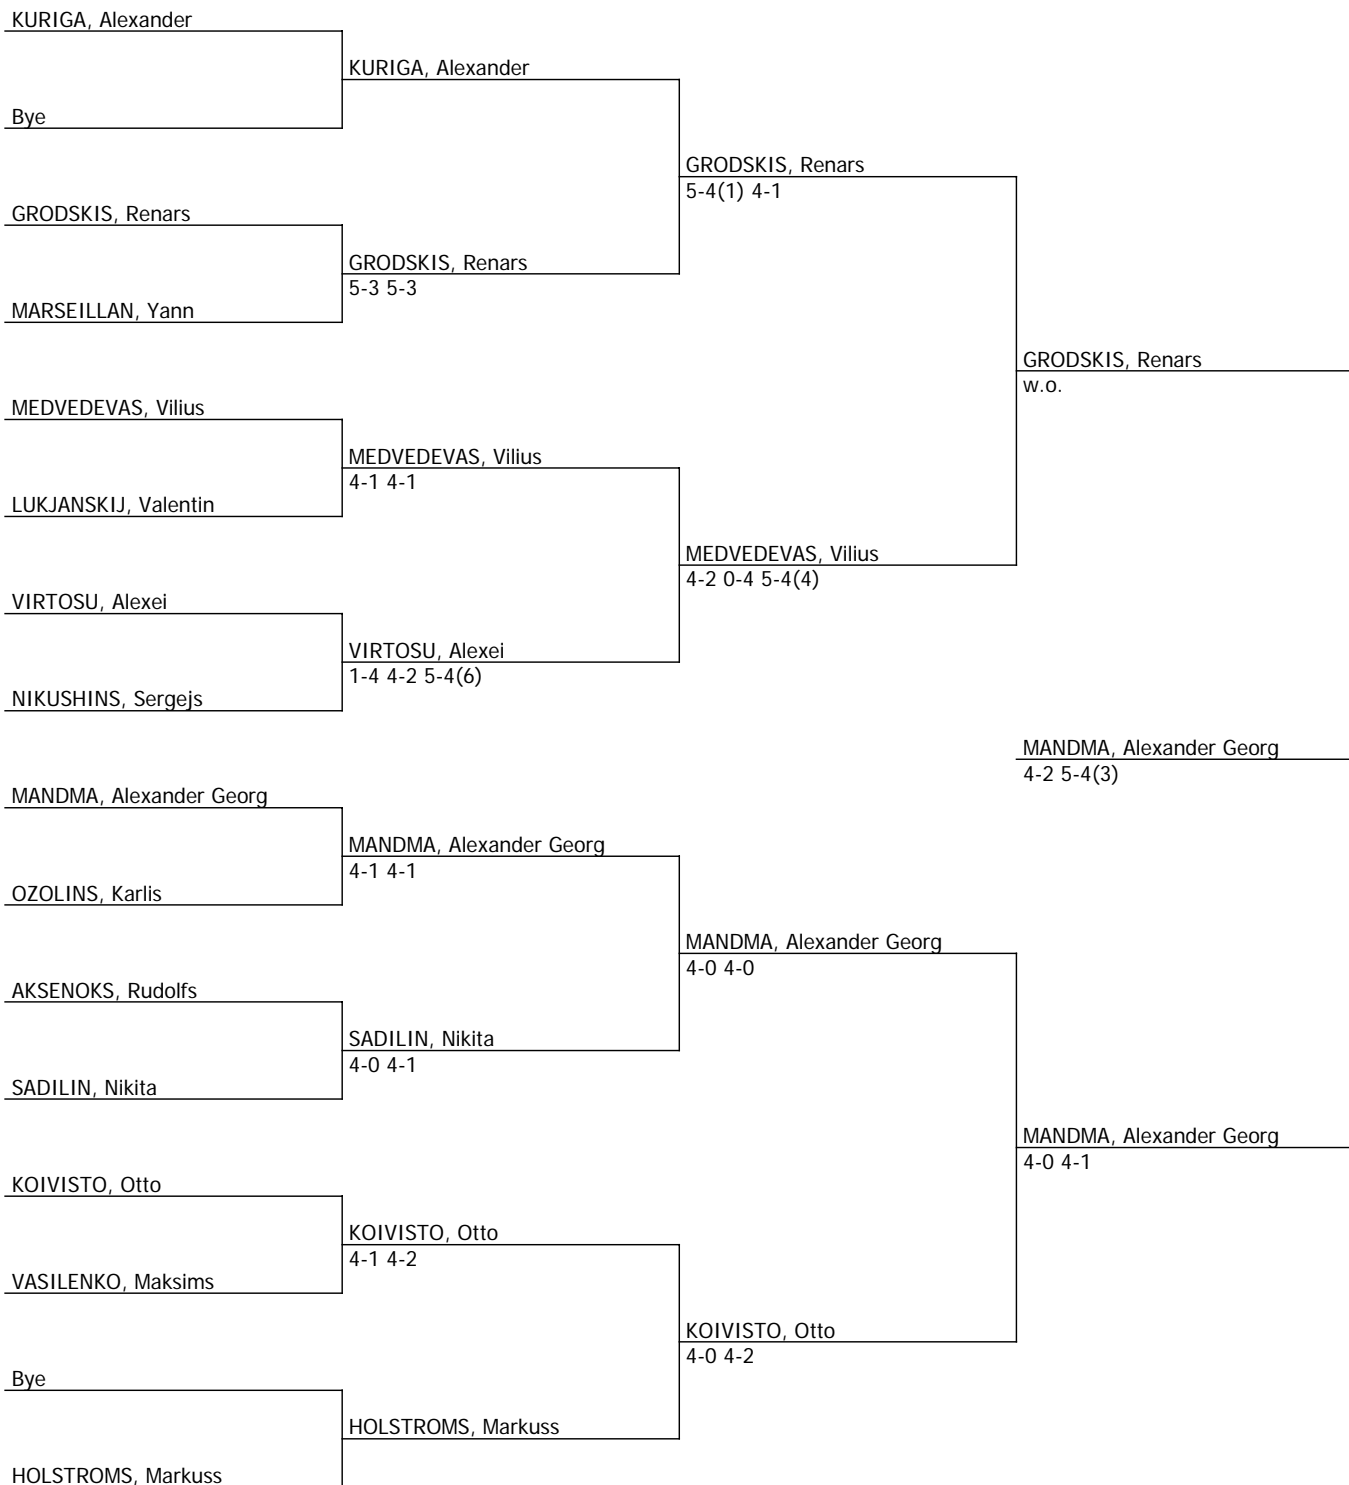 KURIGA, Alexander
KURIGA, Alexander
Bye
GRODSKIS, Renars
5-4(1) 4-1
GRODSKIS, Renars
GRODSKIS, Renars
5-3 5-3
MARSEILLAN, Yann
GRODSKIS, Renars
w.o.
MEDVEDEVAS, Vilius
MEDVEDEVAS, Vilius
4-1 4-1
LUKJANSKIJ, Valentin
MEDVEDEVAS, Vilius
4-2 0-4 5-4(4)
VIRTOSU, Alexei
VIRTOSU, Alexei
1-4 4-2 5-4(6)
NIKUSHINS, Sergejs
MANDMA, Alexander Georg
4-2 5-4(3)
MANDMA, Alexander Georg
MANDMA, Alexander Georg
4-1 4-1
OZOLINS, Karlis
MANDMA, Alexander Georg
4-0 4-0
AKSENOKS, Rudolfs
SADILIN, Nikita
4-0 4-1
SADILIN, Nikita
MANDMA, Alexander Georg
4-0 4-1
KOIVISTO, Otto
KOIVISTO, Otto
4-1 4-2
VASILENKO, Maksims
KOIVISTO, Otto
4-0 4-2
Bye
HOLSTROMS, Markuss
HOLSTROMS, Markuss